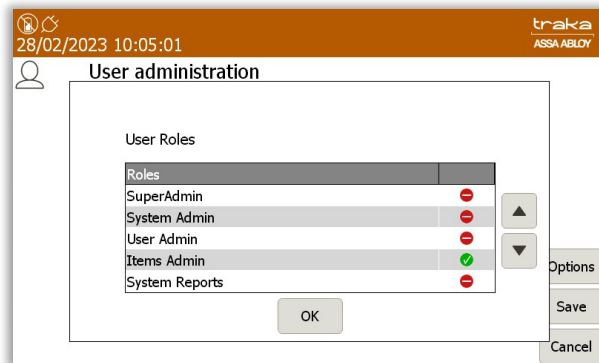 traka
28/02/2023 10:05:01
ASSA ABLOY
User administration
User Roles
Roles
SuperAdmin
System Admin
User Admin
Items Admin
System Reports
OK
Options
Save
Cancel